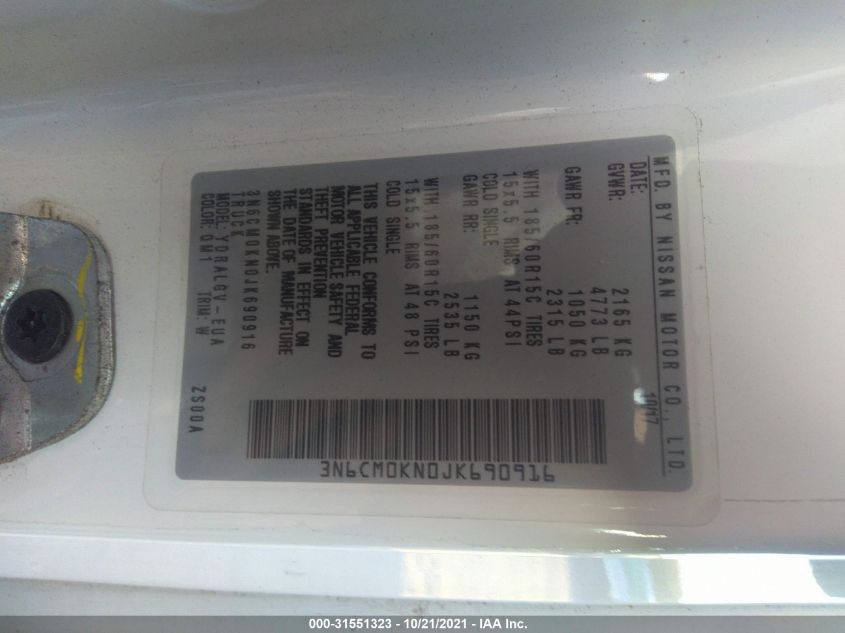 MFD. BY NISSAN MOTOR CO., LTD.
DATE: 10/17
GVWR: 2165 KG
4773 LB
GAWR FR: 1050 KG
2315 LB
WITH 185/60R15C TIRES
15x5.5 RIMS AT 44PSI
COLD SINGLE
GAWR RR: 1150 KG
2535 LB
WITH 185/60R15C TIRES
15x5.5 RIMS AT 48 PSI
COLD SINGLE
THIS VEHICLE CONFORMS TO
ALL APPLICABLE FEDERAL
MOTOR VEHICLE SAFETY AND
THEFT PREVENTION
STANDARDS IN EFFECT ON
THE DATE OF MANUFACTURE
SHOWN ABOVE.
3N6CM0KN0JK690916
TRUCK
MODEL: YQRALGV-EUA
COLOR: QM1 TRIM: W
ZS00A
3N6CM0KN0JK690916
000-31551323 - 10/21/2021 - IAA Inc.